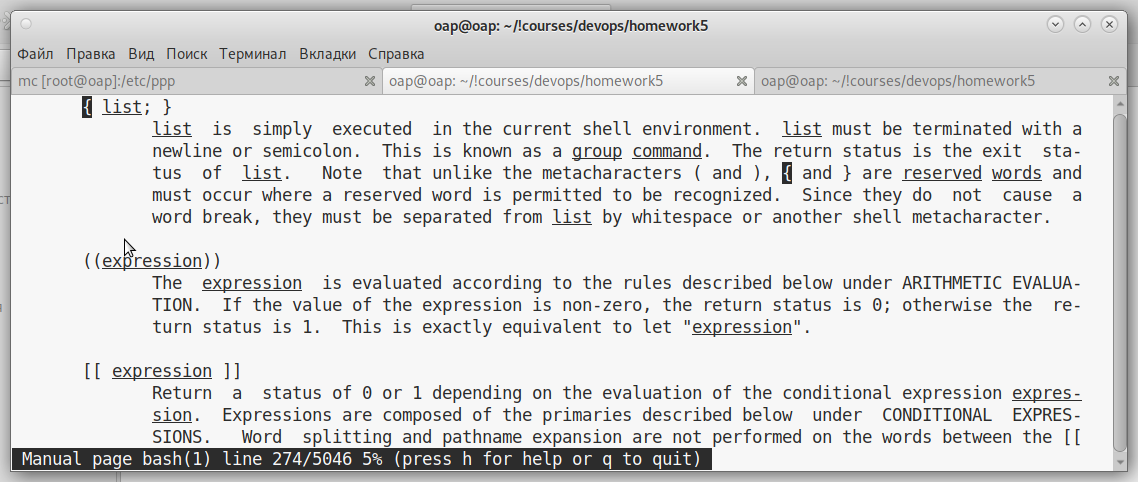 oap@oap: ~/!courses/devops/homework5
Файл Правка Вид Поиск Терминал Вкладки Справка
mc [root@oap]:/etc/ppp oap@oap: ~/!courses/devops/homework5 oap@oap: ~/!courses/devops/homework5
{ list; }
list is simply executed in the current shell environment. list must be terminated with a
newline or semicolon. This is known as a group command. The return status is the exit sta-
tus of list. Note that unlike the metacharacters ( and ), { and } are reserved words and
must occur where a reserved word is permitted to be recognized. Since they do not cause a
word break, they must be separated from list by whitespace or another shell metacharacter.
((expression))
The expression is evaluated according to the rules described below under ARITHMETIC EVALUA-
TION. If the value of the expression is non-zero, the return status is 0; otherwise the re-
turn status is 1. This is exactly equivalent to let "expression".
[[ expression ]]
Return a status of 0 or 1 depending on the evaluation of the conditional expression expres-
sion. Expressions are composed of the primaries described below under CONDITIONAL EXPRES-
SIONS. Word splitting and pathname expansion are not performed on the words between the [[
Manual page bash(1) line 274/5046 5% (press h for help or q to quit)